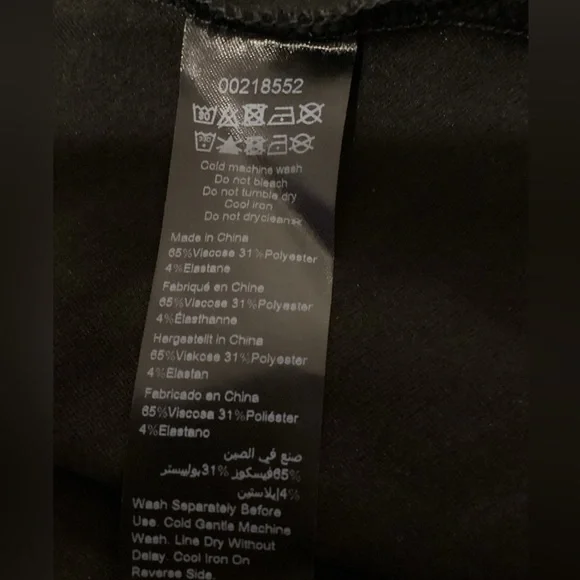 00218552
Cold machine wash
Do not bleach
Do not tumble dry
Cool iron
Do not dryclean
Made in China
65%Viscose 31%Polyester
4%Elastane
Fabriqué en Chine
65%Viscose 31%Polyester
4%Élasthanne
Hergestellt in China
65%Viskose 31%Polyester
4%Elastan
Fabricado en China
65%Viscosa 31%Poliéster
4%Elastano
صنع في الصين
65%فيسكوز 31%بوليستر
4%إيلاستين
Wash Separately Before
Use. Cold Gentle Machine
Wash. Line Dry Without
Delay. Cool Iron On
Reverse Side.